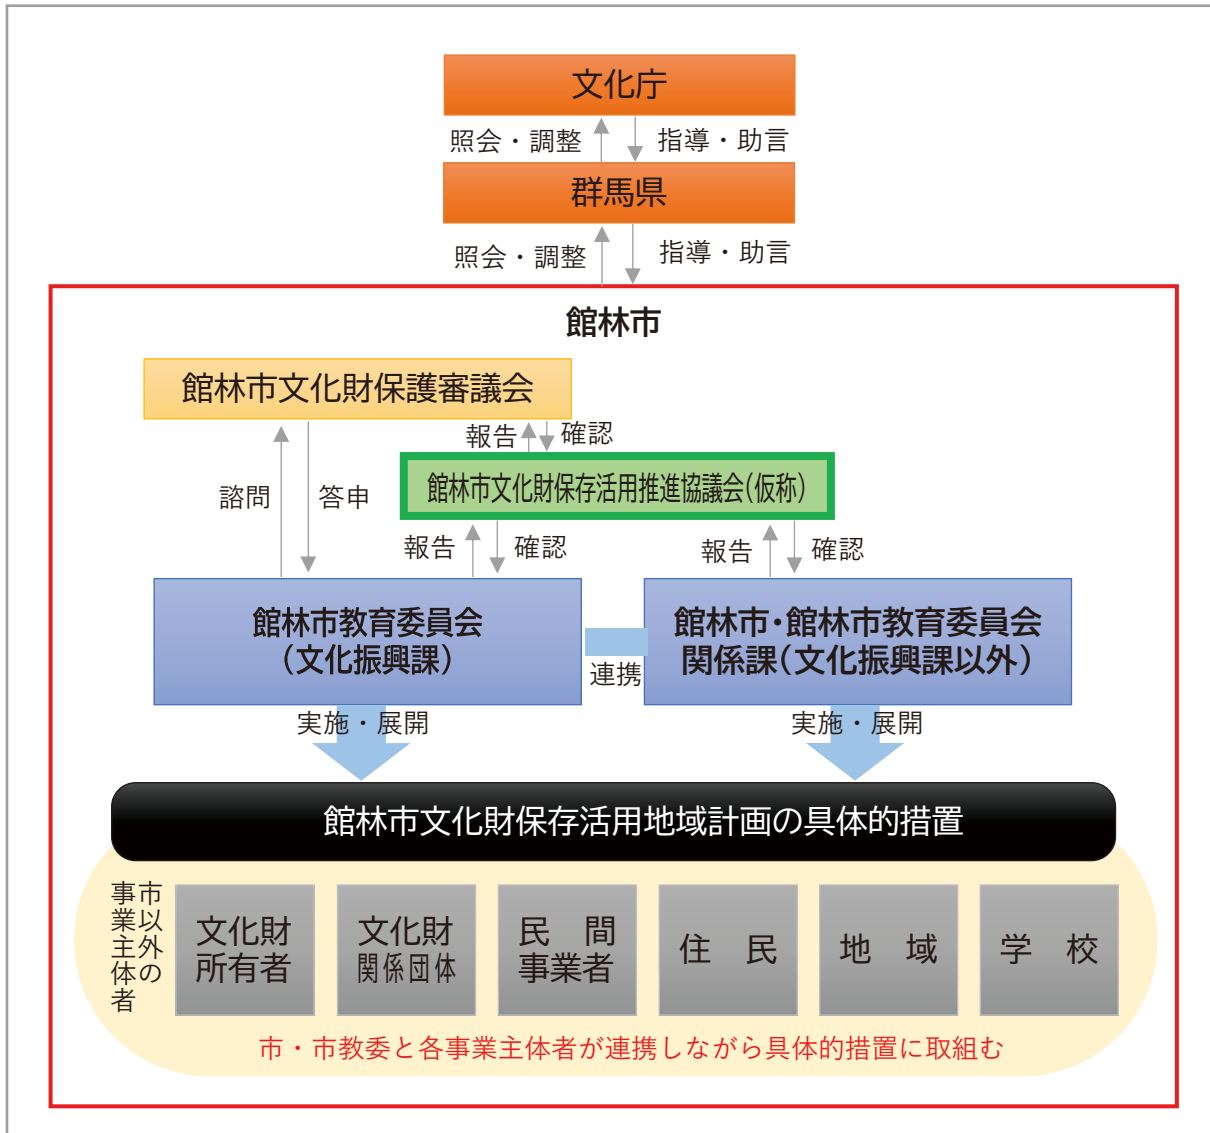 文化庁
照会・調整
指導・助言
群馬県
照会・調整
指導・助言
館林市
館林市文化財保護審議会
報告
確認
館林市文化財保存活用推進協議会(仮称)
諮問
答申
報告
確認
報告
確認
館林市教育委員会
(文化振興課)
連携
館林市・館林市教育委員会
関係課(文化振興課以外)
実施・展開
実施・展開
館林市文化財保存活用地域計画の具体的措置
市以外の
事業主体者
文化財
所有者
文化財
関係団体
民 間
事業者
住 民
地 域
学 校
市・市教委と各事業主体者が連携しながら具体的措置に取組む